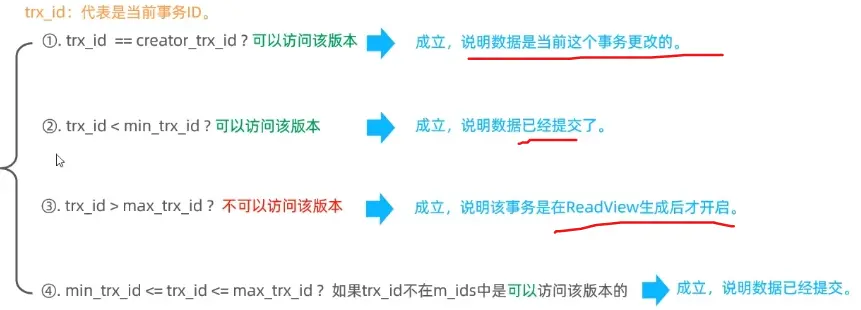 trx_id：代表是当前事务ID。
①. trx_id == creator_trx_id ? 可以访问该版本 成立，说明数据是当前这个事务更改的。
②. trx_id < min_trx_id ? 可以访问该版本 成立，说明数据已经提交了。
③. trx_id > max_trx_id ? 不可以访问该版本 成立，说明该事务是在ReadView生成后才开启。
④. min_trx_id <= trx_id <= max_trx_id ? 如果trx_id不在m_ids中是可以访问该版本的 成立，说明数据已经提交。